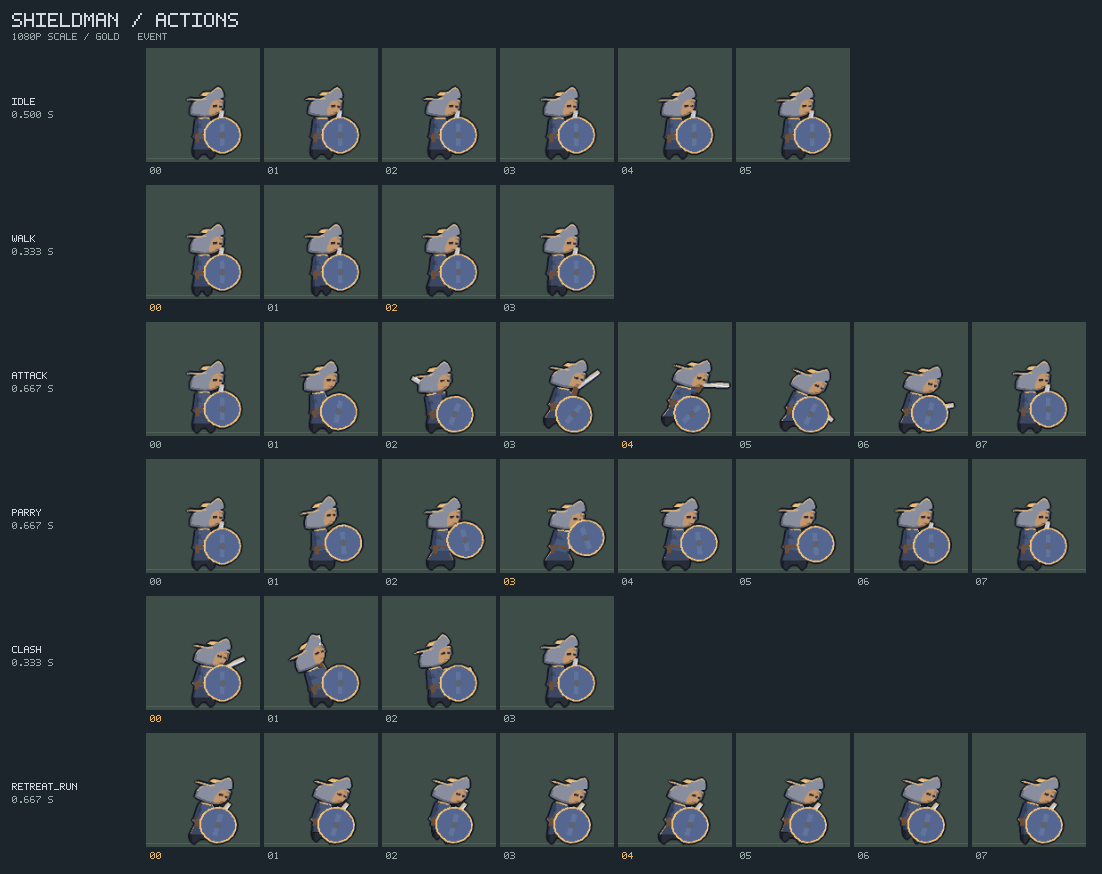 SHIELDMAN / ACTIONS
1080P SCALE / GOLD EVENT
IDLE
0.500 S
00 01 02 03 04 05
WALK
0.333 S
00 01 02 03
ATTACK
0.667 S
00 01 02 03 04 05 06 07
PARRY
0.667 S
00 01 02 03 04 05 06 07
CLASH
0.333 S
00 01 02 03
RETREAT_RUN
0.667 S
00 01 02 03 04 05 06 07